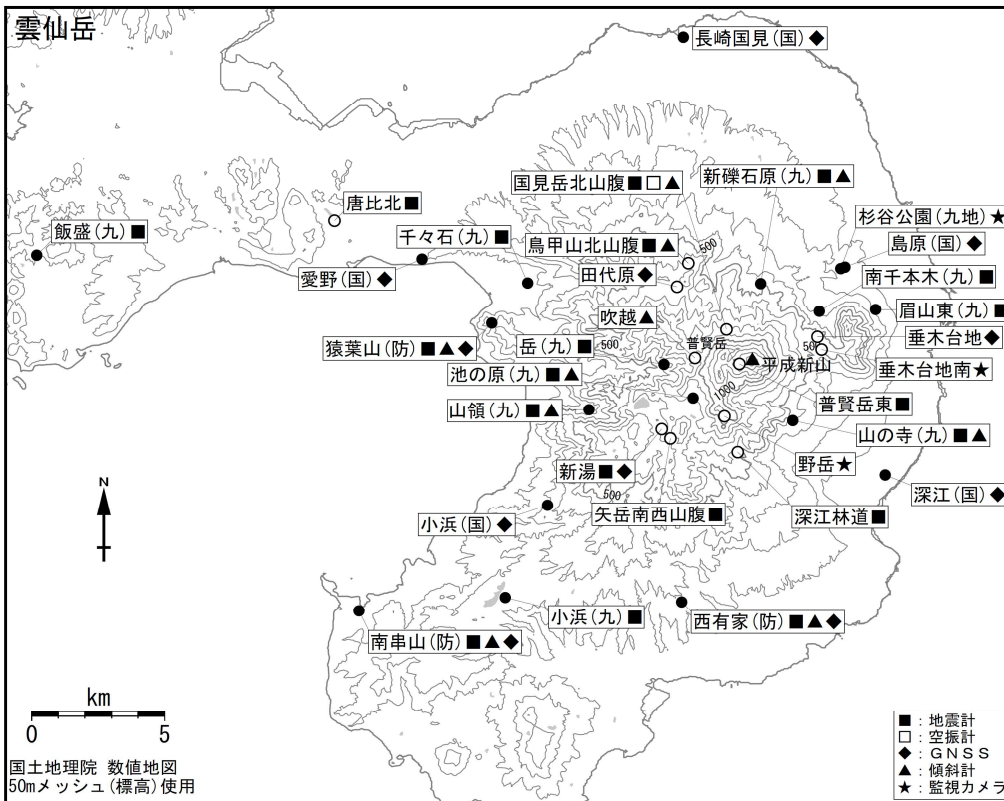 雲仙岳
長崎国見(国)◆
国見岳北山腹■□▲
新礫石原(九)■▲
唐比北■
杉谷公園(九地)★
飯盛(九)■
千々石(九)■
鳥甲山北山腹■▲
島原(国)◆
500
愛野(国)◆
田代原◆
南千本木(九)■
吹越▲
眉山東(九)■
猿葉山(防)■▲◆
岳(九)■
500
普賢岳
500
垂木台地◆
平成新山
垂木台地南★
池の原(九)■▲
1000
山領(九)■▲
普賢岳東■
山の寺(九)■▲
新湯■◆
野岳★
500
深江(国)◆
小浜(国)◆
矢岳南西山腹■
深江林道■
N
小浜(九)■
西有家(防)■▲◆
南串山(防)■▲◆
km
0 5
国土地理院 数値地図
50mメッシュ(標高)使用
■:地震計
□:空振計
◆:GNSS
▲:傾斜計
★:監視カメラ